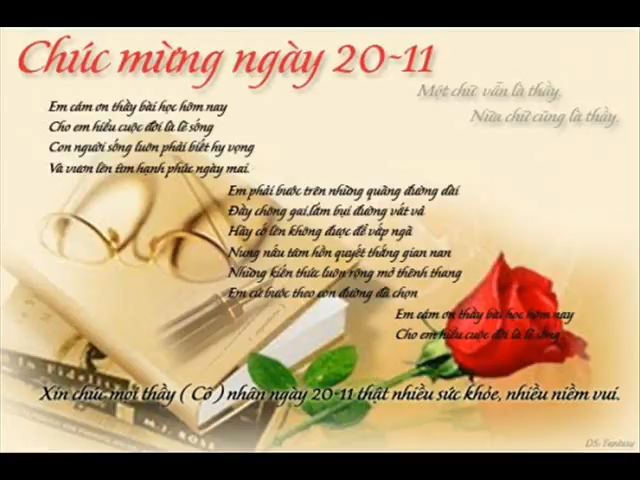 Chúc mừng ngày 20-11
Một chữ vẫn là thầy,
Nửa chữ cũng là thầy,
Em cám ơn thầy bài học hôm nay
Cho em hiểu cuộc đời là lẽ sống
Con người sống luôn phải biết hy vọng
Và vươn lên tìm hạnh phúc ngày mai.
Em phải bước trên những quãng đường dài
Đầy chông gai,lấm bụi đường vất vả
Hãy cố lên không được để vấp ngã
Nung nấu tâm hồn quyết thắng gian nan
Những kiến thức luôn rộng mở thênh thang
Em cứ bước theo con đường đã chọn
Em cám ơn thầy bài học hôm nay
Cho em hiểu cuộc đời là lẽ sống
Xin chúc mọi thầy ( Cô ) nhân ngày 20-11 thật nhiều sức khỏe, nhiều niềm vui.
M.J. ROSE
DS: Fantasy